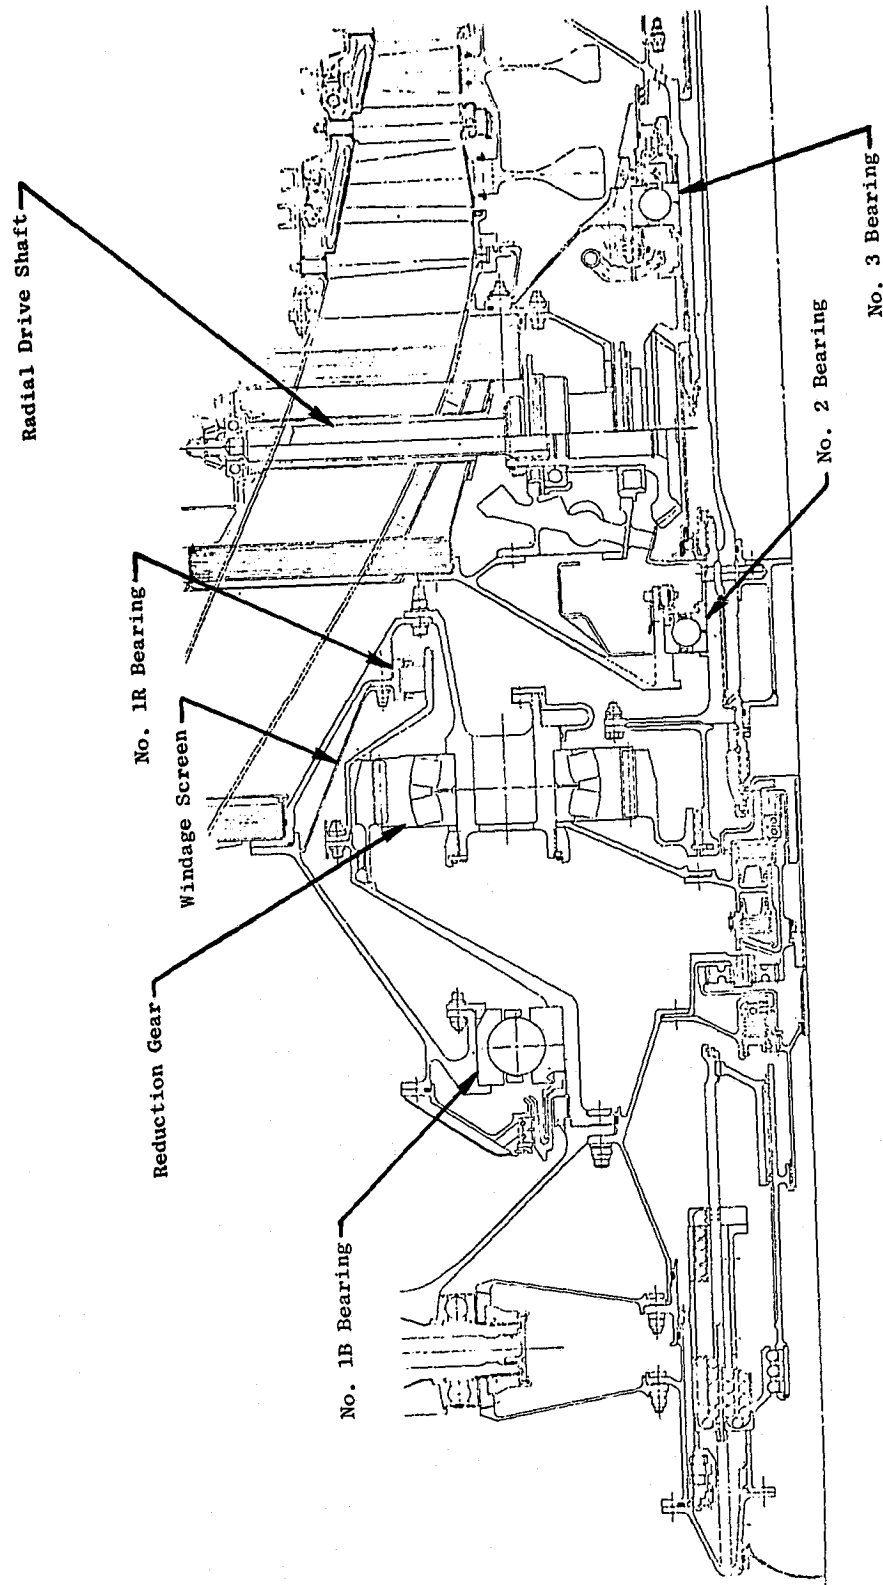 Radial Drive Shaft
No. 1R Bearing
Windage Screen
Reduction Gear
No. 1B Bearing
No. 2 Bearing
No. 3 Bearing